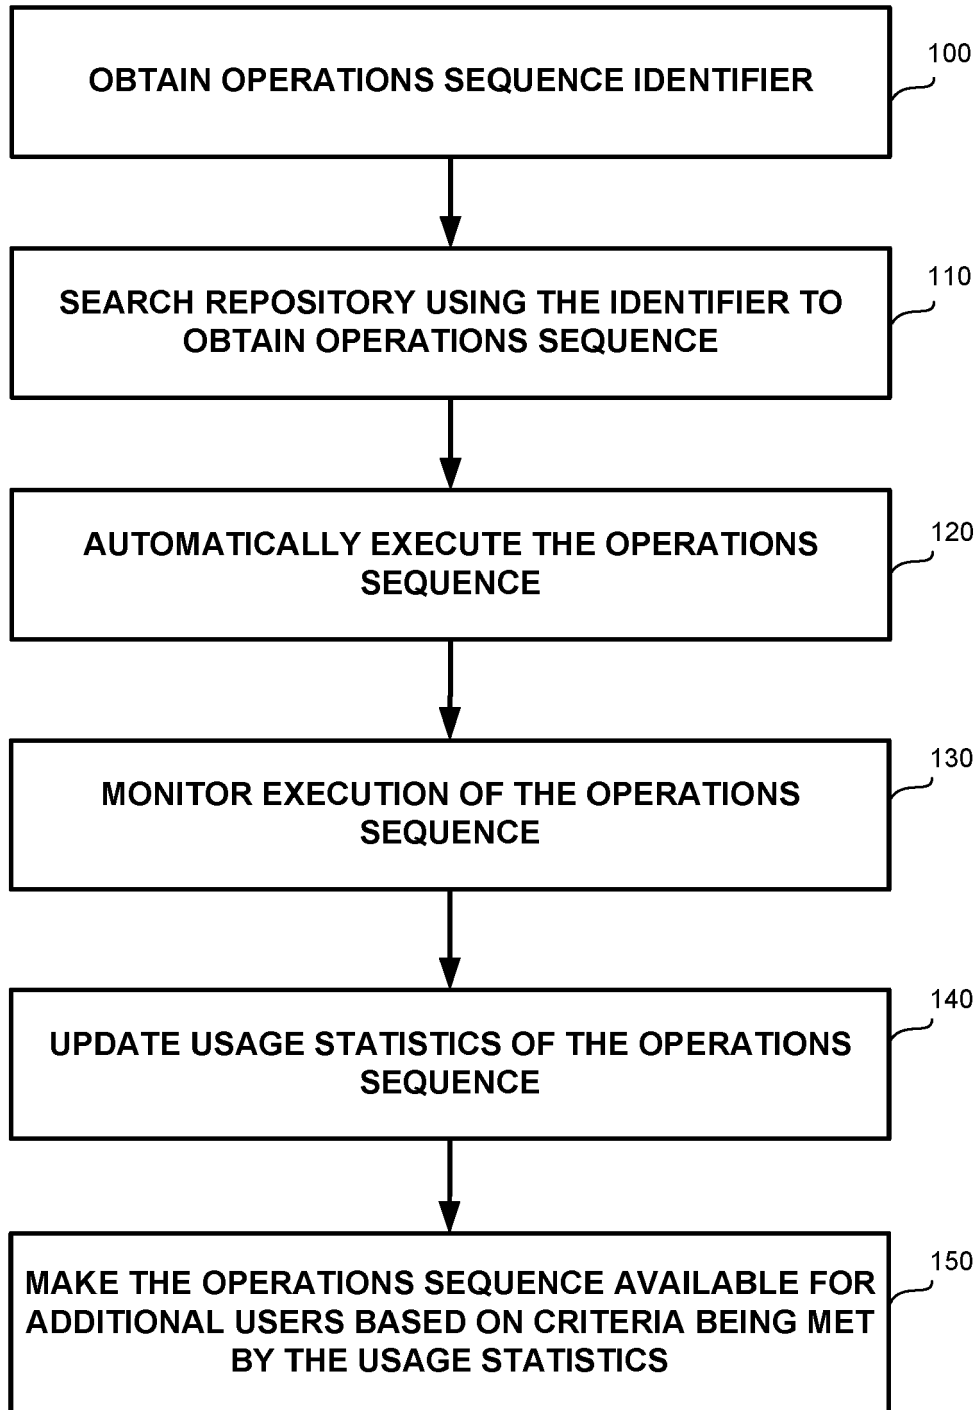 OBTAIN OPERATIONS SEQUENCE IDENTIFIER
100
SEARCH REPOSITORY USING THE IDENTIFIER TO
OBTAIN OPERATIONS SEQUENCE
110
AUTOMATICALLY EXECUTE THE OPERATIONS
SEQUENCE
120
MONITOR EXECUTION OF THE OPERATIONS
SEQUENCE
130
UPDATE USAGE STATISTICS OF THE OPERATIONS
SEQUENCE
140
MAKE THE OPERATIONS SEQUENCE AVAILABLE FOR
ADDITIONAL USERS BASED ON CRITERIA BEING MET
BY THE USAGE STATISTICS
150